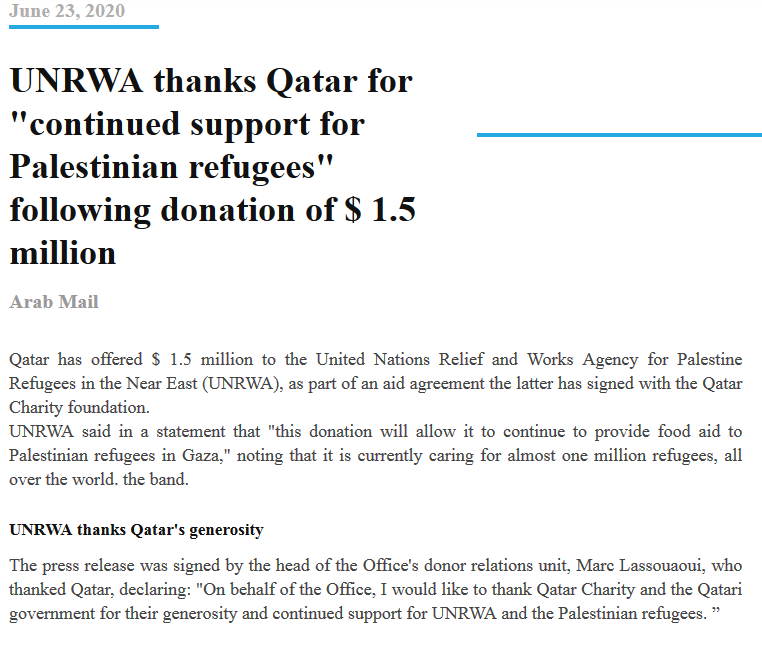 June 23, 2020
UNRWA thanks Qatar for
"continued support for
Palestinian refugees"
following donation of $ 1.5
million
Arab Mail
Qatar has offered $ 1.5 million to the United Nations Relief and Works Agency for Palestine
Refugees in the Near East (UNRWA), as part of an aid agreement the latter has signed with the Qatar
Charity foundation.
UNRWA said in a statement that "this donation will allow it to continue to provide food aid to
Palestinian refugees in Gaza," noting that it is currently caring for almost one million refugees, all
over the world. the band.
UNRWA thanks Qatar's generosity
The press release was signed by the head of the Office's donor relations unit, Marc Lassouaoui, who
thanked Qatar, declaring: "On behalf of the Office, I would like to thank Qatar Charity and the Qatari
government for their generosity and continued support for UNRWA and the Palestinian refugees. ”